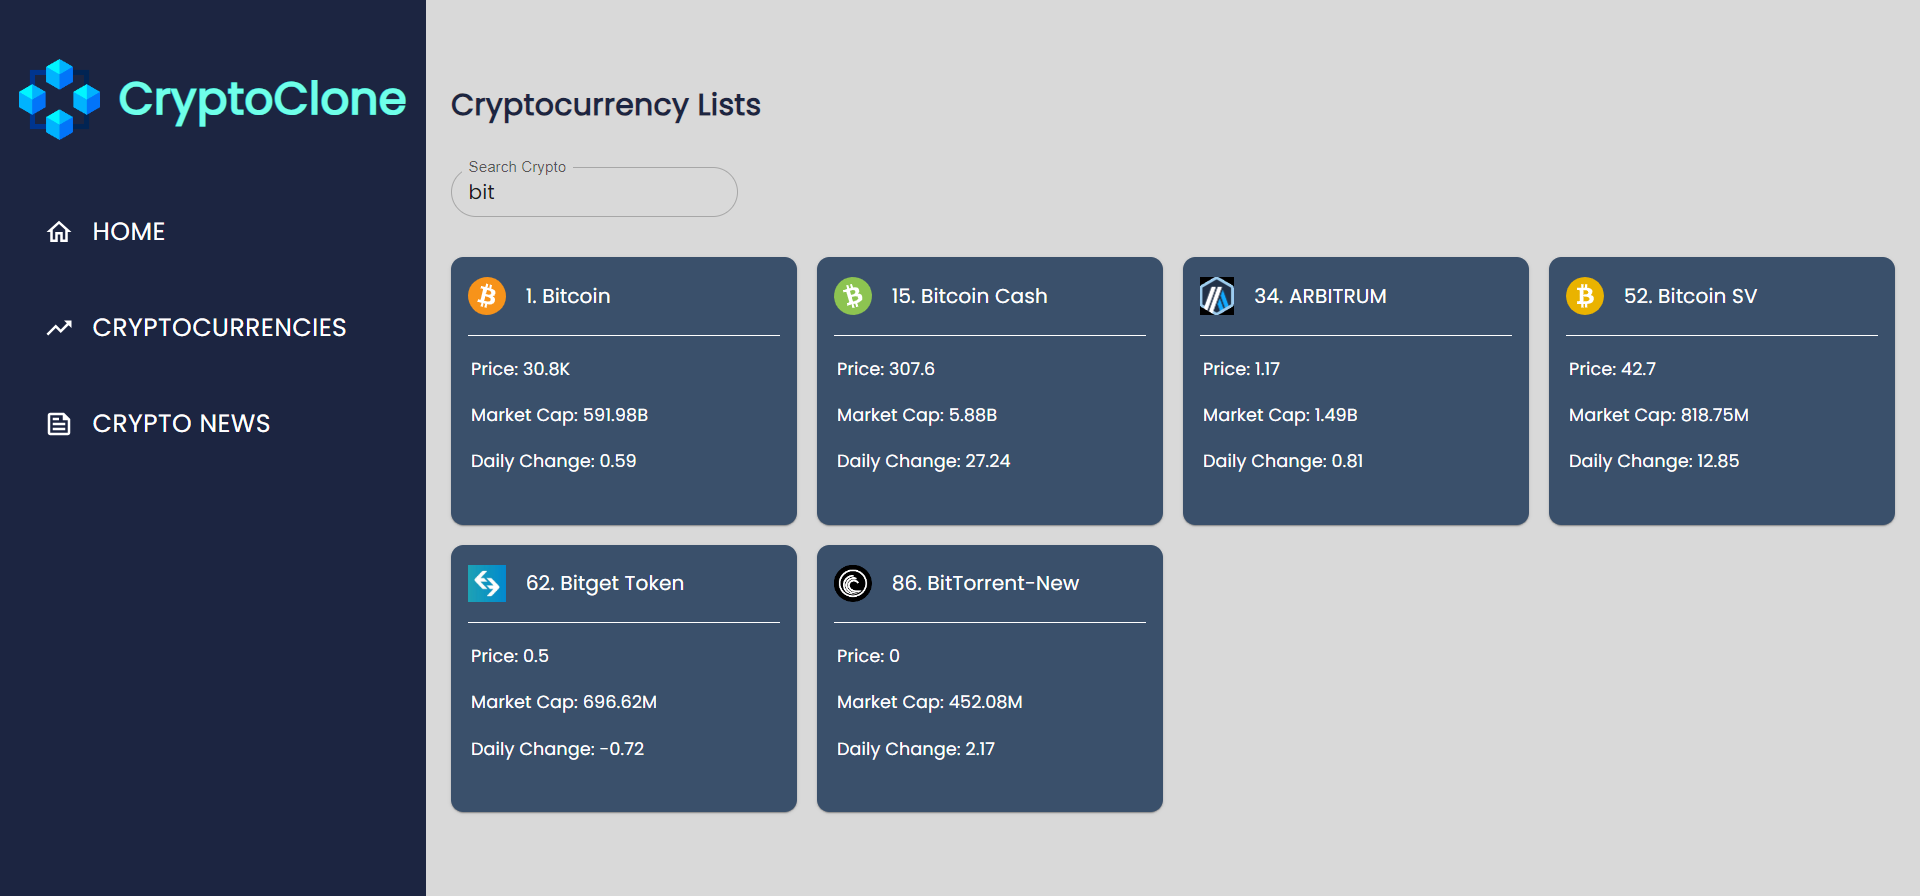 CryptoClone
HOME
CRYPTOCURRENCIES
CRYPTO NEWS
Cryptocurrency Lists
Search Crypto
bit
1. Bitcoin
Price: 30.8K
Market Cap: 591.98B
Daily Change: 0.59
15. Bitcoin Cash
Price: 307.6
Market Cap: 5.88B
Daily Change: 27.24
34. ARBITRUM
Price: 1.17
Market Cap: 1.49B
Daily Change: 0.81
52. Bitcoin SV
Price: 42.7
Market Cap: 818.75M
Daily Change: 12.85
62. Bitget Token
Price: 0.5
Market Cap: 696.62M
Daily Change: -0.72
86. BitTorrent-New
Price: 0
Market Cap: 452.08M
Daily Change: 2.17